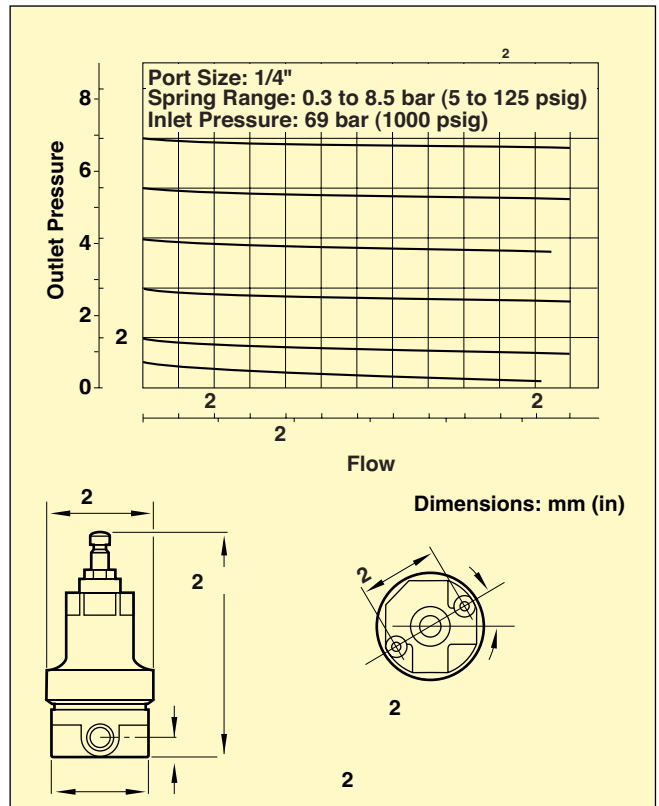 2
Port Size: 1/4"
Spring Range: 0.3 to 8.5 bar (5 to 125 psig)
Inlet Pressure: 69 bar (1000 psig)
Outlet Pressure
8
6
4
2
0
2
2
2
2
Flow
Dimensions: mm (in)
2
2
2
2
2